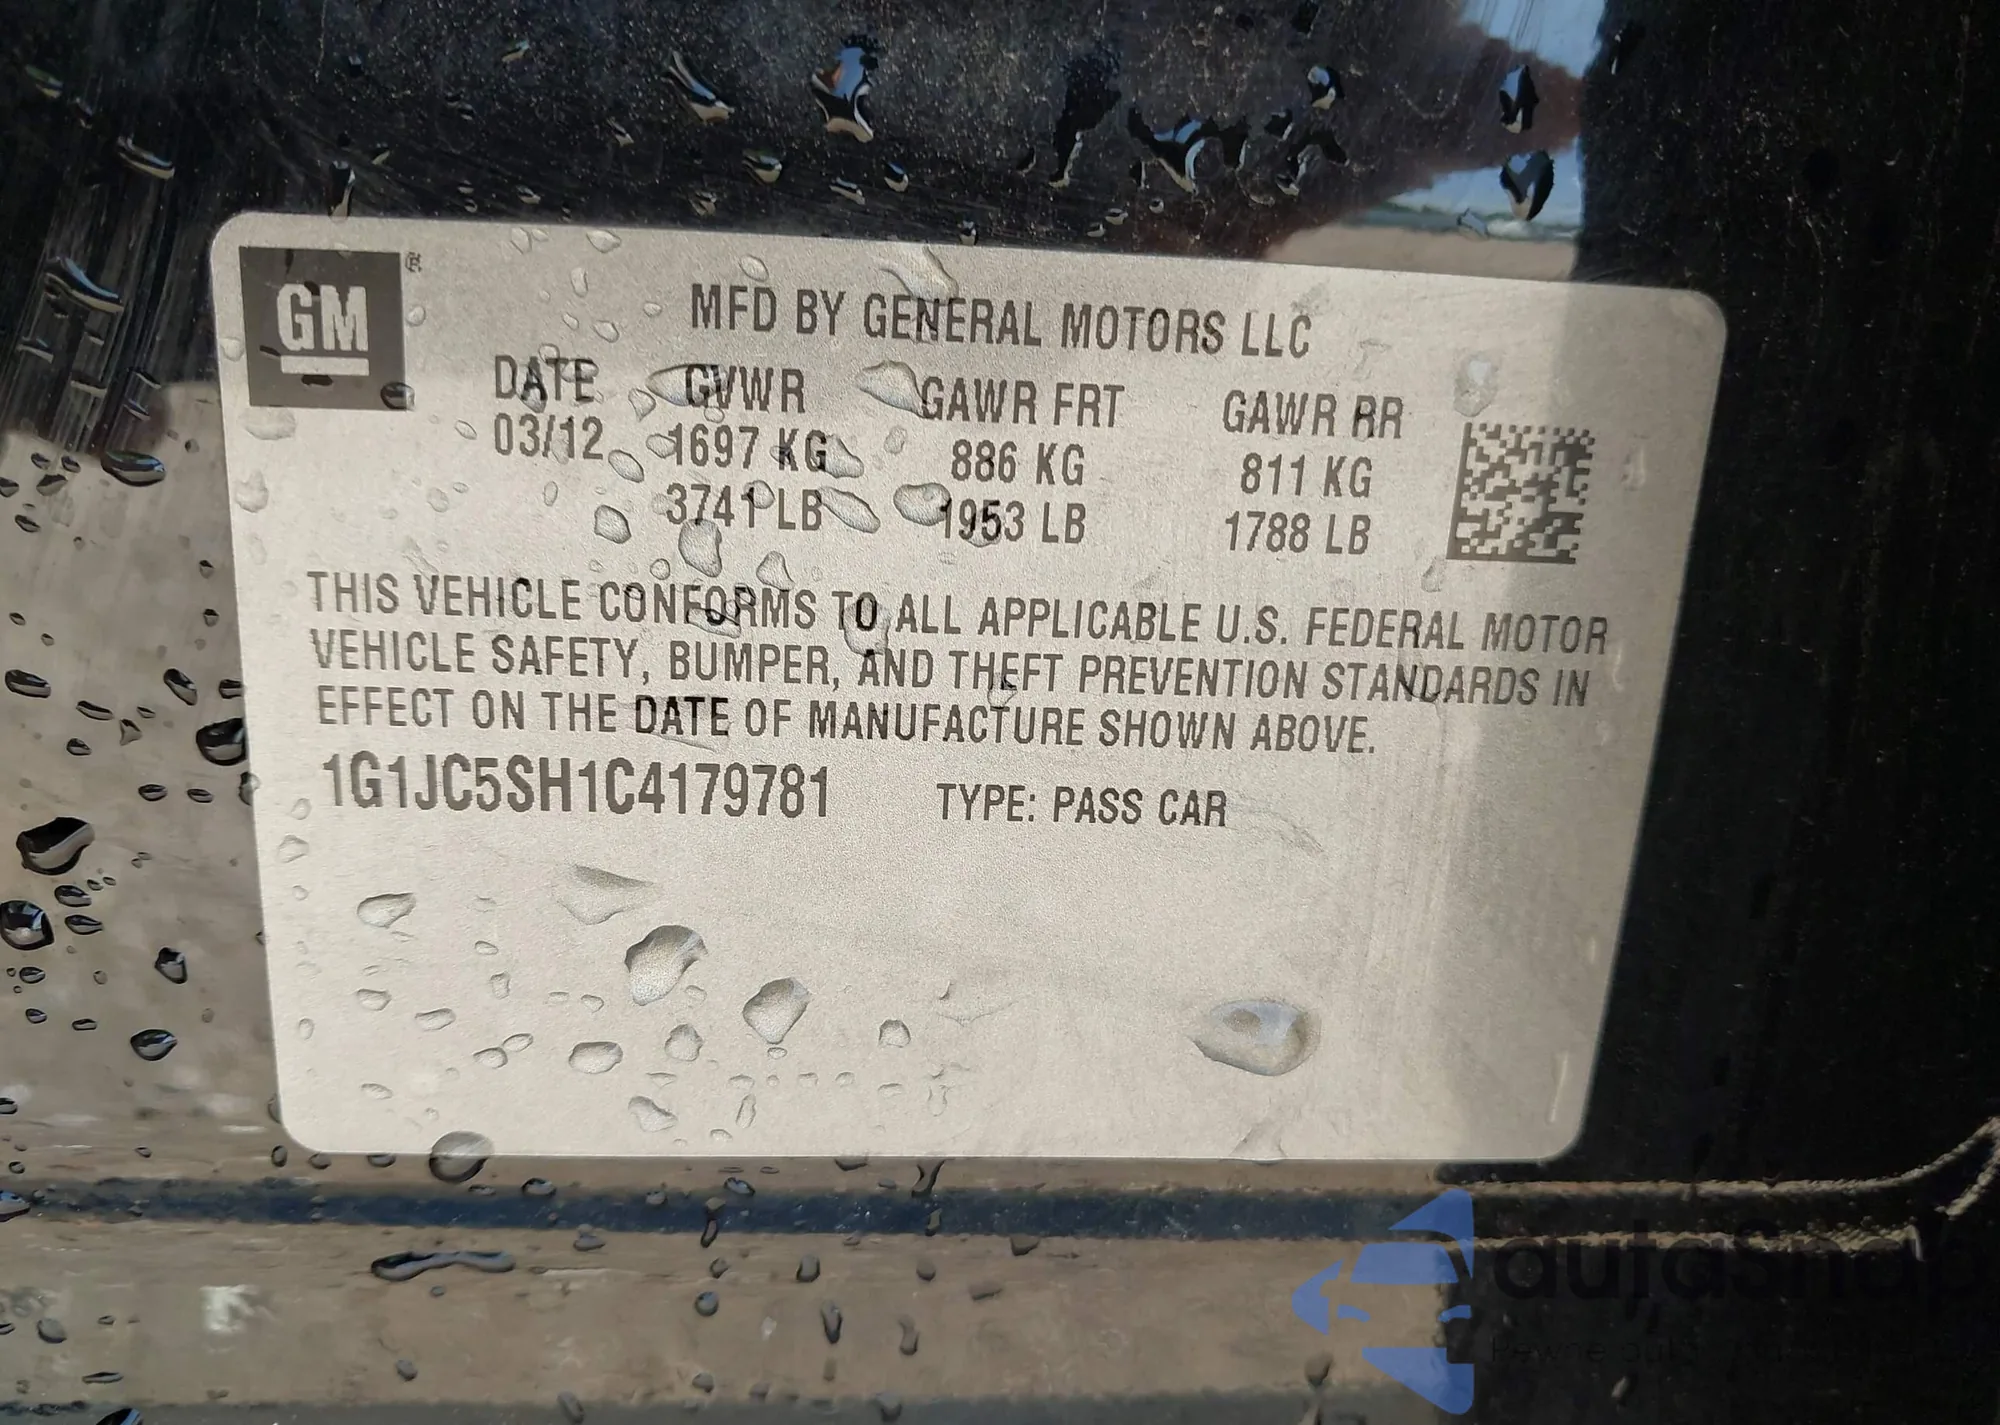 GM ®
MFD BY GENERAL MOTORS LLC
DATE GVWR GAWR FRT GAWR RR
03/12 1697 KG 886 KG 811 KG
3741 LB 1953 LB 1788 LB
THIS VEHICLE CONFORMS TO ALL APPLICABLE U.S. FEDERAL MOTOR
VEHICLE SAFETY, BUMPER, AND THEFT PREVENTION STANDARDS IN
EFFECT ON THE DATE OF MANUFACTURE SHOWN ABOVE.
1G1JC5SH1C4179781 TYPE: PASS CAR